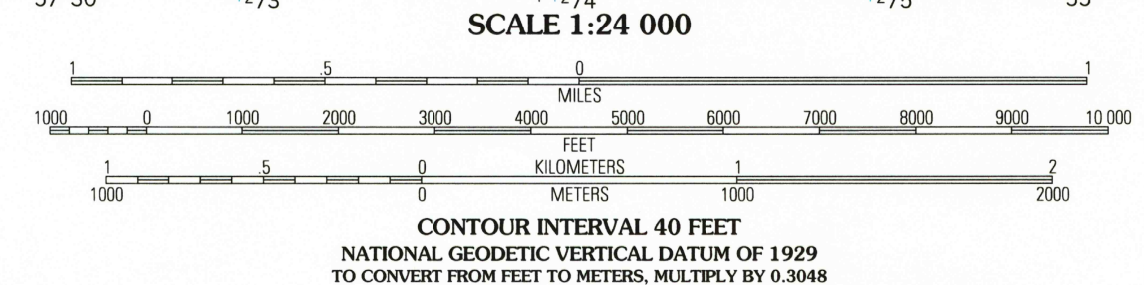 SCALE 1:24 000
1 .5 0 1
MILES
1000 0 1000 2000 3000 4000 5000 6000 7000 8000 9000 10 000
FEET
1 .5 0 KILOMETERS 1 2
1000 0 METERS 1000 2000
CONTOUR INTERVAL 40 FEET
NATIONAL GEODETIC VERTICAL DATUM OF 1929
TO CONVERT FROM FEET TO METERS, MULTIPLY BY 0.3048